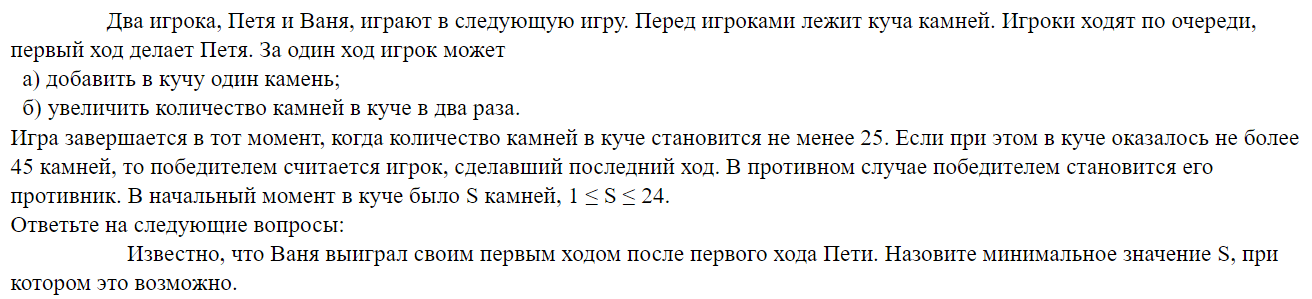 Два игрока, Петя и Ваня, играют в следующую игру. Перед игроками лежит куча камней. Игроки ходят по очереди,
первый ход делает Петя. За один ход игрок может
а) добавить в кучу один камень;
б) увеличить количество камней в куче в два раза.
Игра завершается в тот момент, когда количество камней в куче становится не менее 25. Если при этом в куче оказалось не более
45 камней, то победителем считается игрок, сделавший последний ход. В противном случае победителем становится его
противник. В начальный момент в куче было S камней, 1 ≤ S ≤ 24.
Ответьте на следующие вопросы:
Известно, что Ваня выиграл своим первым ходом после первого хода Пети. Назовите минимальное значение S, при
котором это возможно.